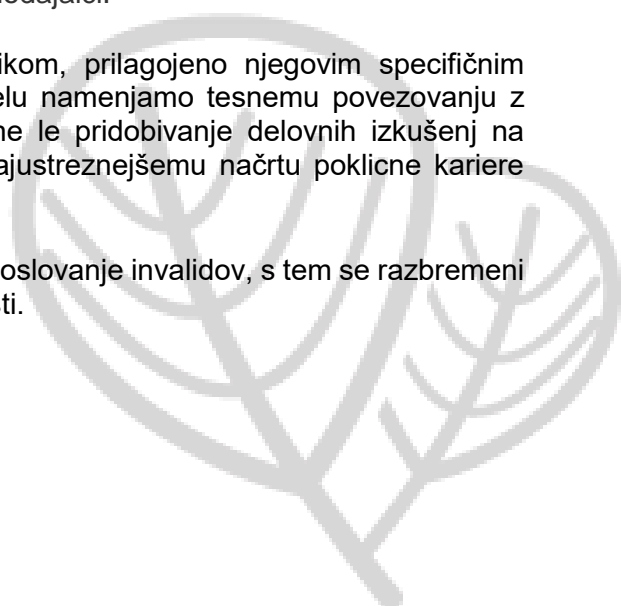 ikom, prilagojeno njegovim specifičnim
elu namenjamo tesnemu povezovanju z
ne le pridobivanje delovnih izkušenj na
ajustreznejšemu načrtu poklicne kariere
oslovanje invalidov, s tem se razbremeni
ti.